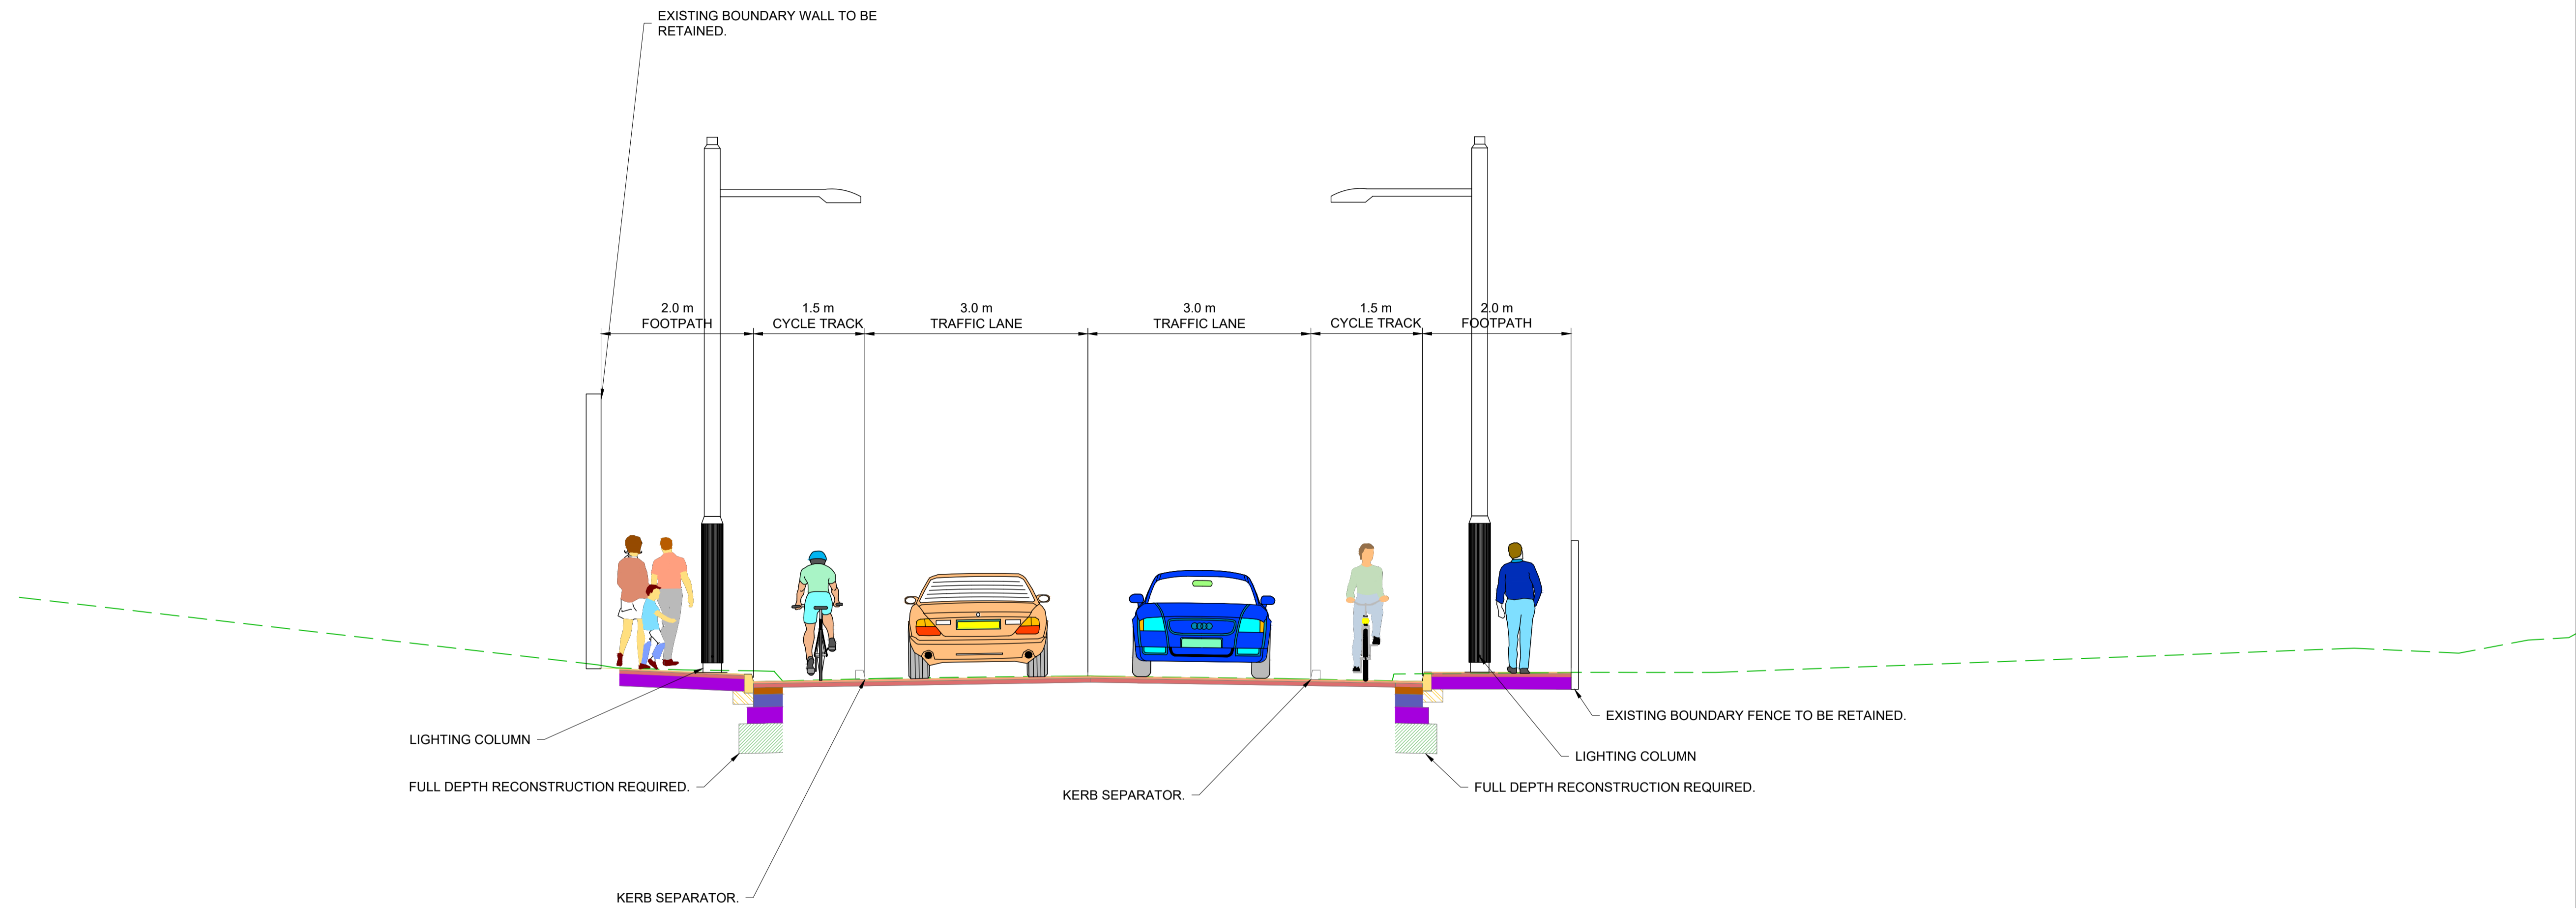 EXISTING BOUNDARY WALL TO BE
RETAINED.
2.0 m
FOOTPATH
1.5 m
CYCLE TRACK
3.0 m
TRAFFIC LANE
3.0 m
TRAFFIC LANE
1.5 m
CYCLE TRACK
2.0 m
FOOTPATH
EXISTING BOUNDARY FENCE TO BE RETAINED.
LIGHTING COLUMN
LIGHTING COLUMN
FULL DEPTH RECONSTRUCTION REQUIRED.
KERB SEPARATOR.
FULL DEPTH RECONSTRUCTION REQUIRED.
KERB SEPARATOR.